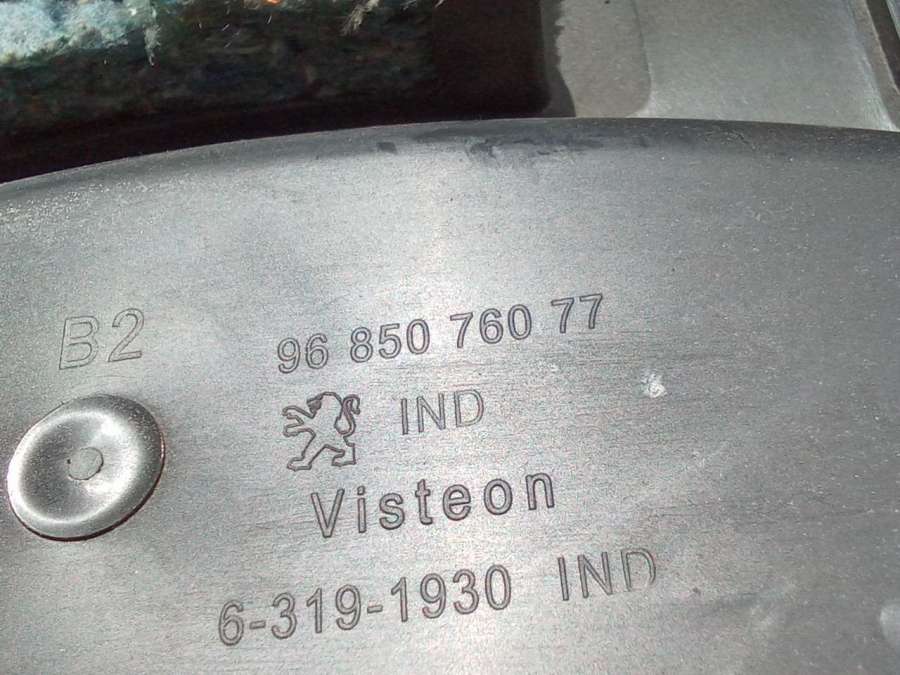 B2
96 850 760 77
IND
Visteon
6-319-1930 IND